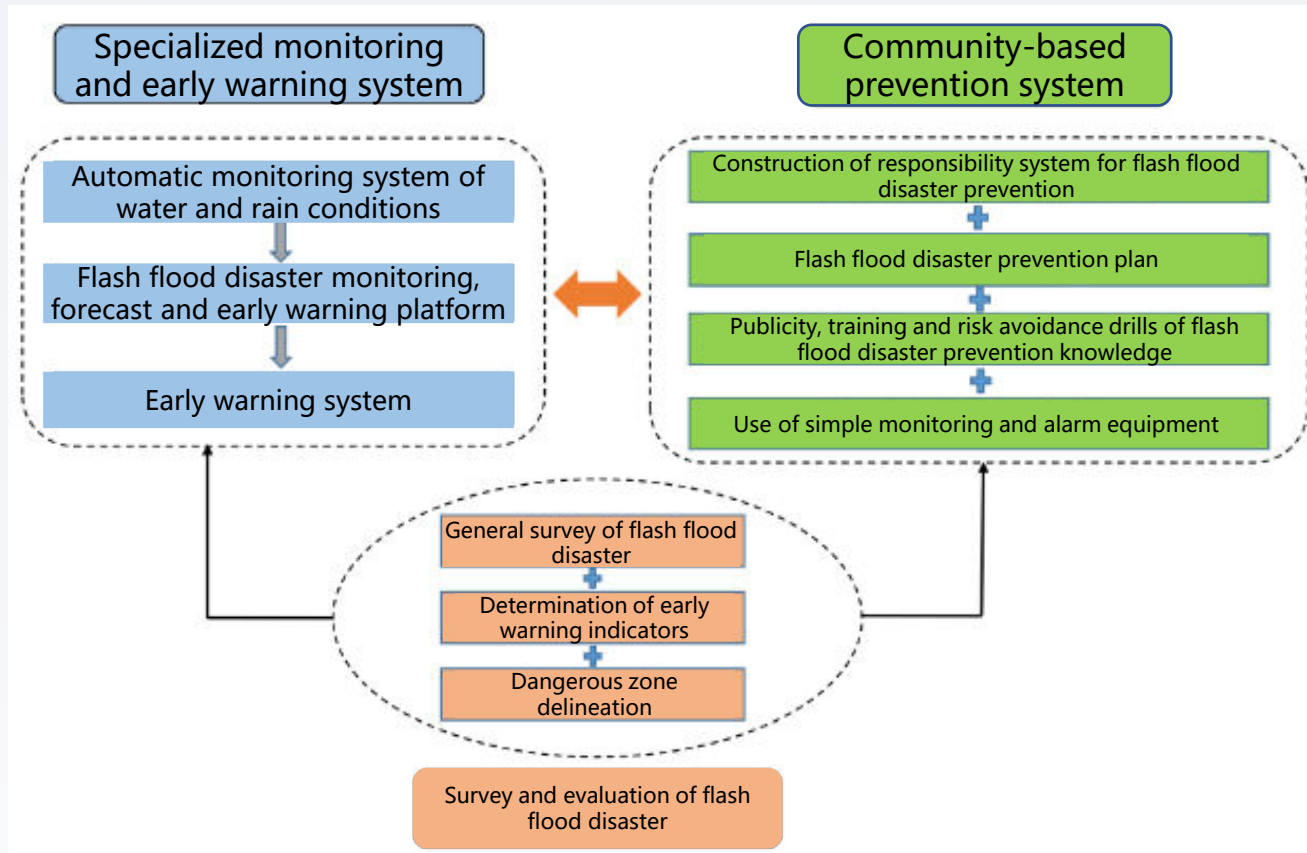 Specialized monitoring
and early warning system
Automatic monitoring system of
water and rain conditions
Flash flood disaster monitoring,
forecast and early warning platform
Early warning system
Community-based
prevention system
Construction of responsibility system for flash flood
disaster prevention
Flash flood disaster prevention plan
Publicity, training and risk avoidance drills of flash
flood disaster prevention knowledge
Use of simple monitoring and alarm equipment
General survey of flash flood
disaster
Determination of early
warning indicators
Dangerous zone
delineation
Survey and evaluation of flash
flood disaster